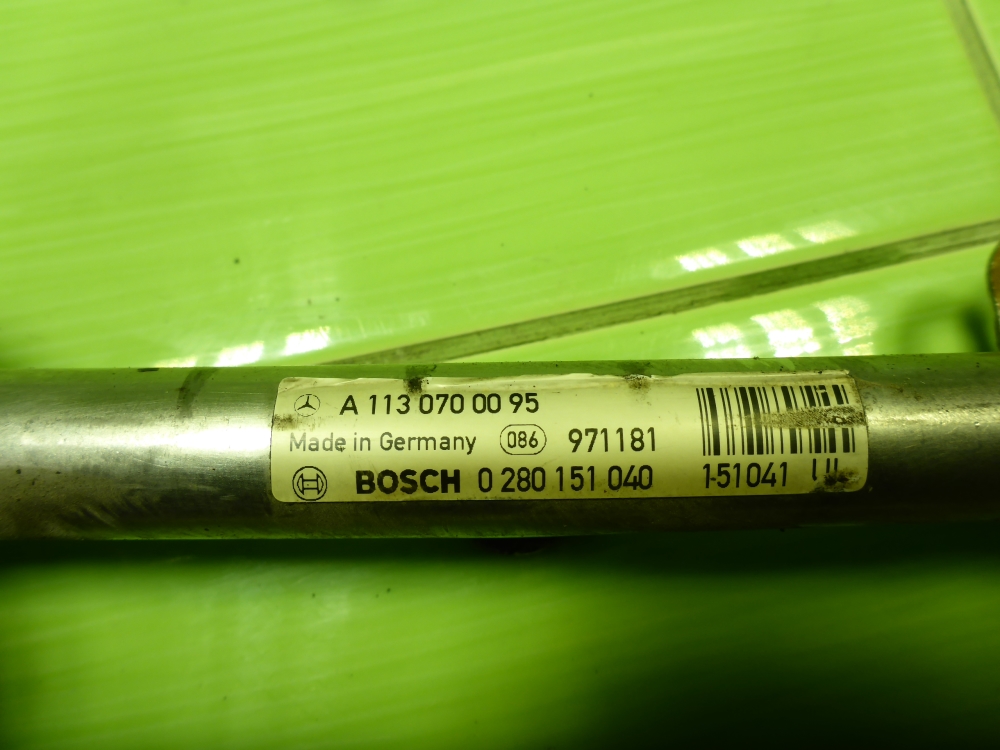 A 113 070 00 95
Made in Germany 086 971181
BOSCH 0 280 151 040 1-51041